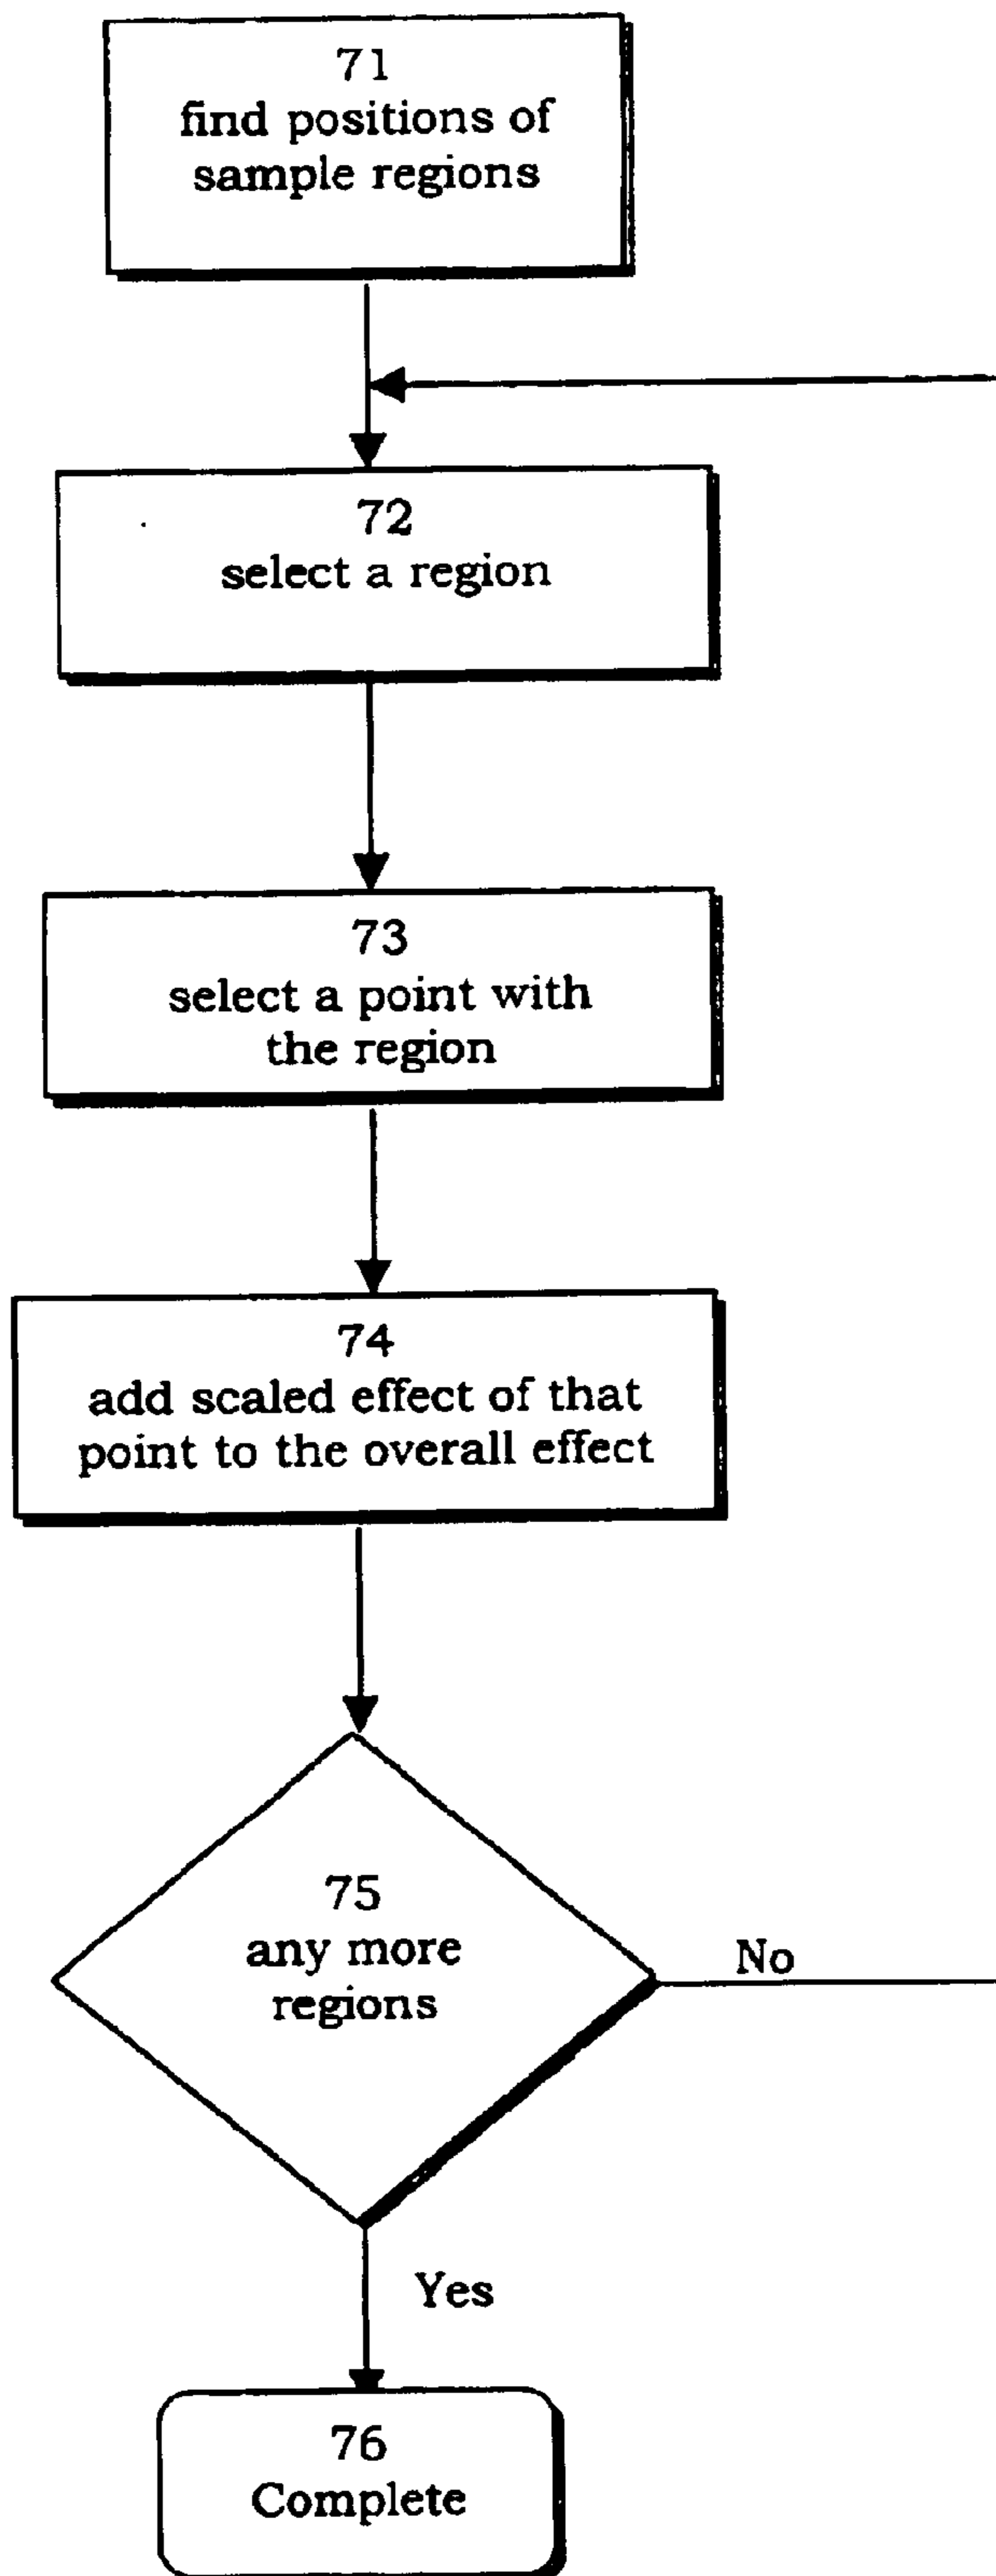 71
find positions of
sample regions
72
select a region
73
select a point with
the region
74
add scaled effect of that
point to the overall effect
75
any more
regions
No
Yes
76
Complete